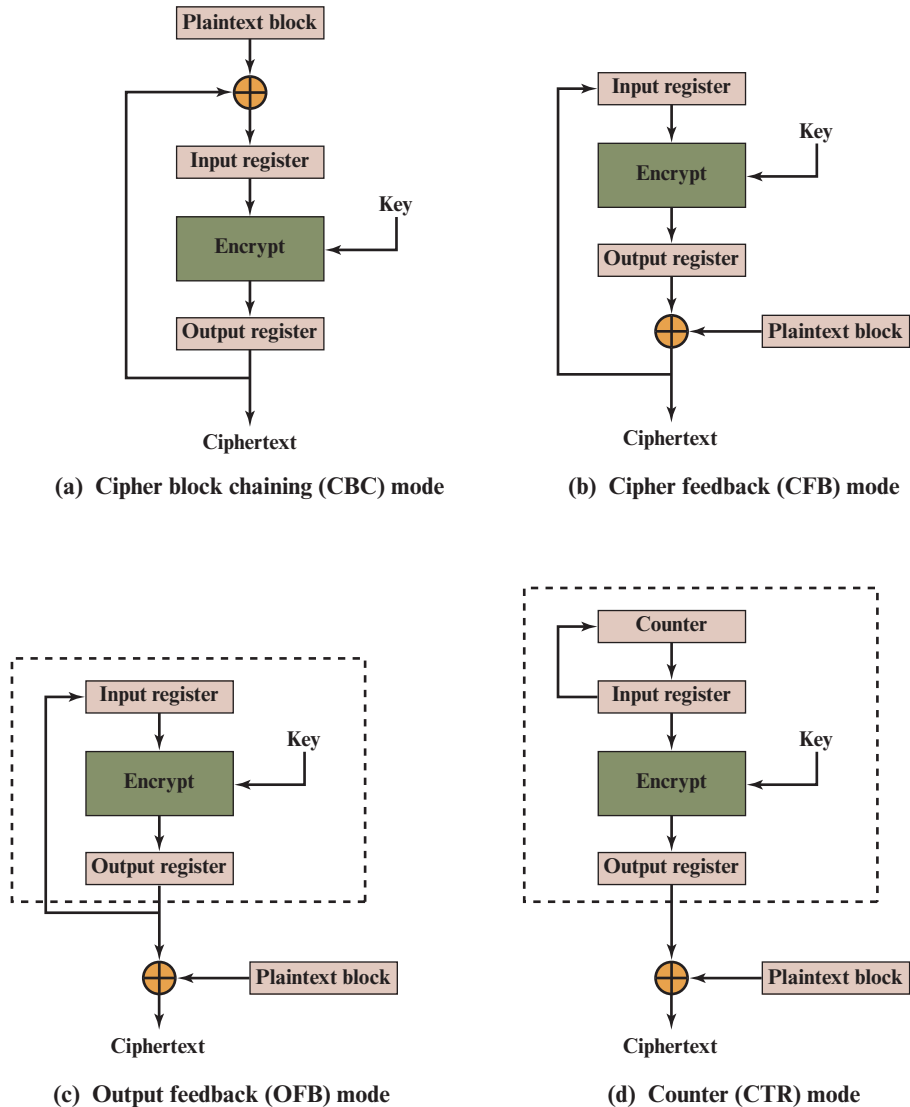 Plaintext block
Input register
Key
Encrypt
Output register
Ciphertext
(a) Cipher block chaining (CBC) mode
Input register
Key
Encrypt
Output register
Plaintext block
Ciphertext
(b) Cipher feedback (CFB) mode
Input register
Key
Encrypt
Output register
Plaintext block
Ciphertext
(c) Output feedback (OFB) mode
Counter
Input register
Key
Encrypt
Output register
Plaintext block
Ciphertext
(d) Counter (CTR) mode